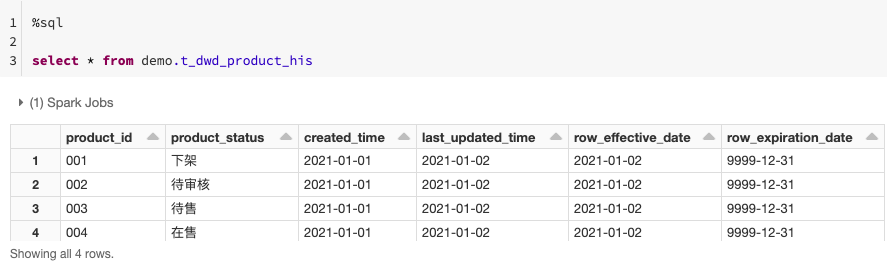 1 %sql
2
3 select * from demo.t_dwd_product_his
(1) Spark Jobs
product_id product_status created_time last_updated_time row_effective_date row_expiration_date
1 001 下架 2021-01-01 2021-01-02 2021-01-02 9999-12-31
2 002 待审核 2021-01-01 2021-01-02 2021-01-02 9999-12-31
3 003 待售 2021-01-01 2021-01-02 2021-01-02 9999-12-31
4 004 在售 2021-01-01 2021-01-02 2021-01-02 9999-12-31
Showing all 4 rows.